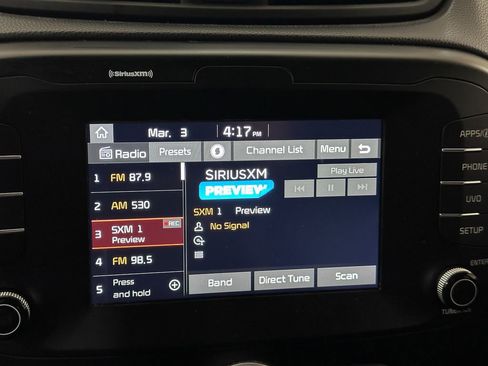 ((SiriusXM))
Mar. 3 4:17 PM
Radio Presets S Channel List Menu
1 FM 87.9
2 AM 530
3 SXM 1 Preview REC
4 FM 98.5
5 Press and hold
SIRIUSXM
PREVIEW
Play Live
SXM 1 Preview
No Signal
Band Direct Tune Scan
APPS/
PHONE
UVO
SETUP
ENTER
TUNE